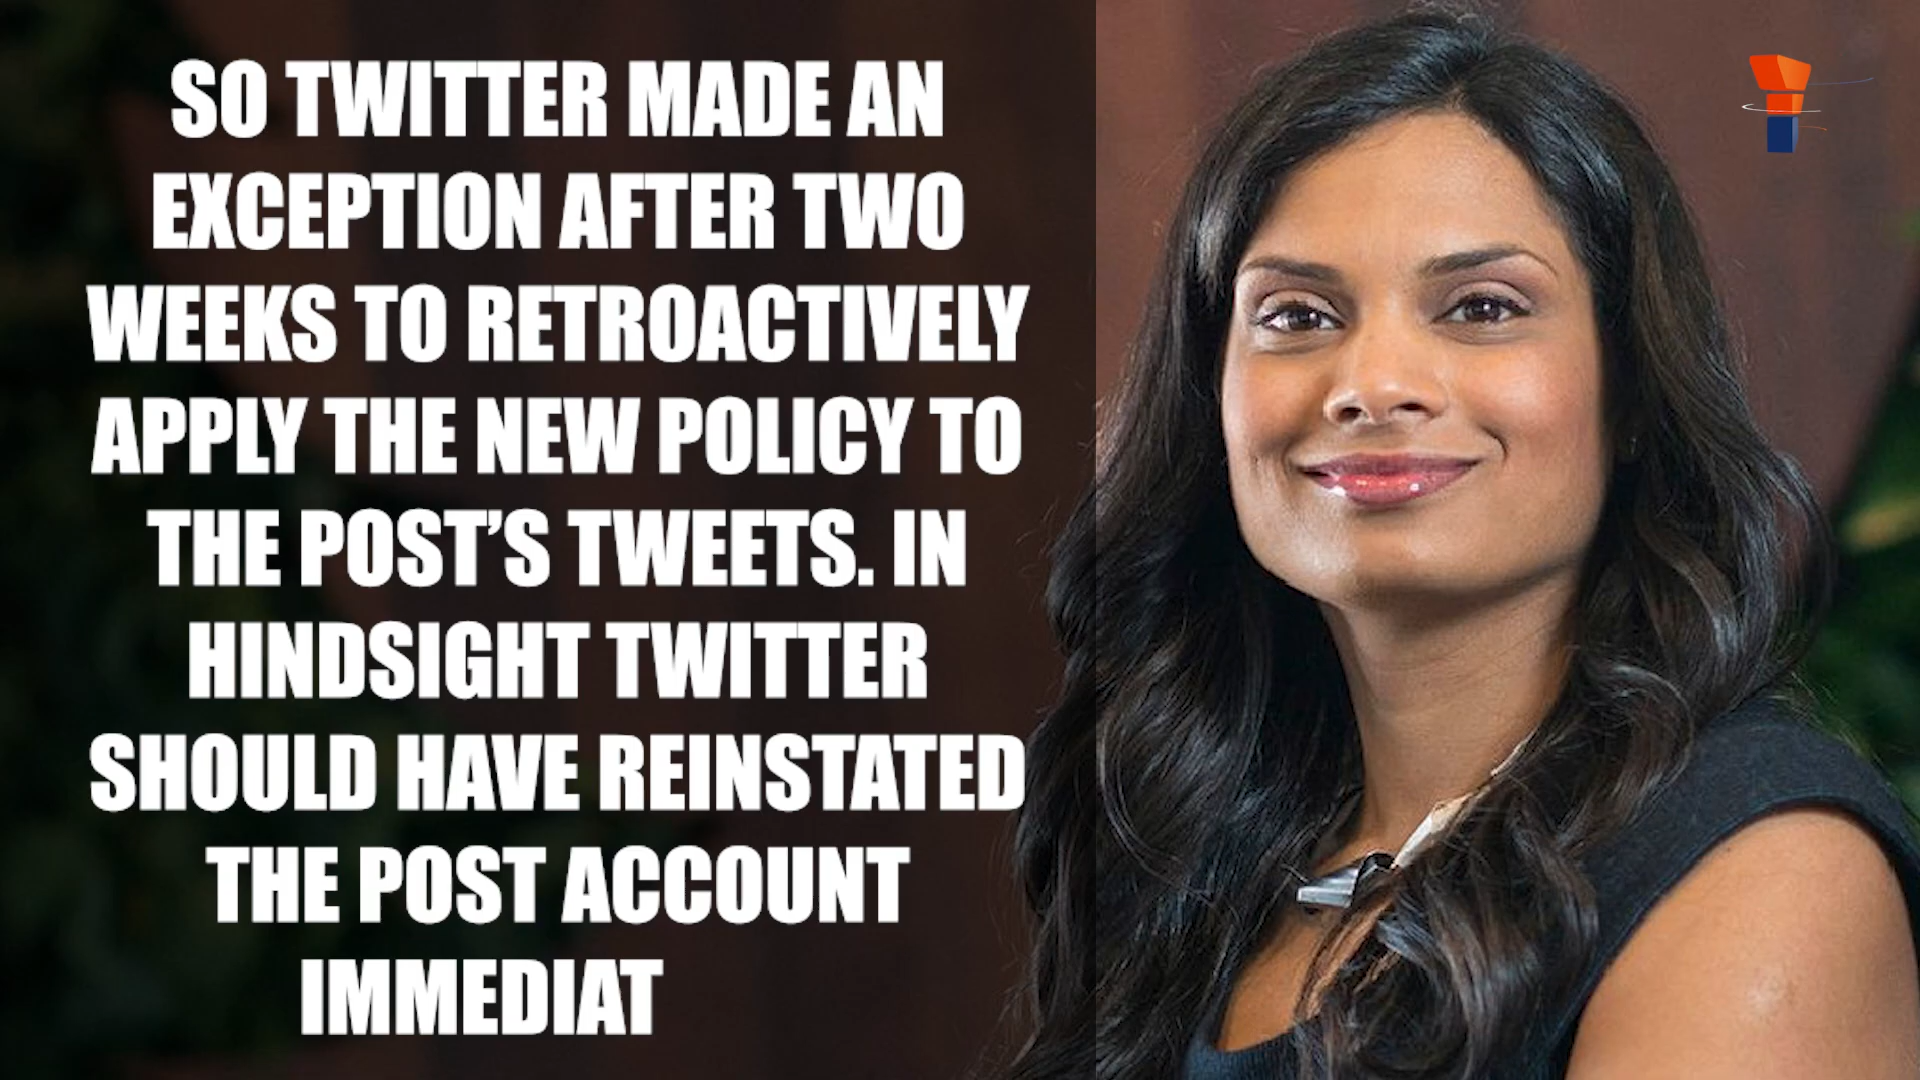 SO TWITTER MADE AN
EXCEPTION AFTER TWO
WEEKS TO RETROACTIVELY
APPLY THE NEW POLICY TO
THE POST’S TWEETS. IN
HINDSIGHT TWITTER
SHOULD HAVE REINSTATED
THE POST ACCOUNT
IMMEDIAT